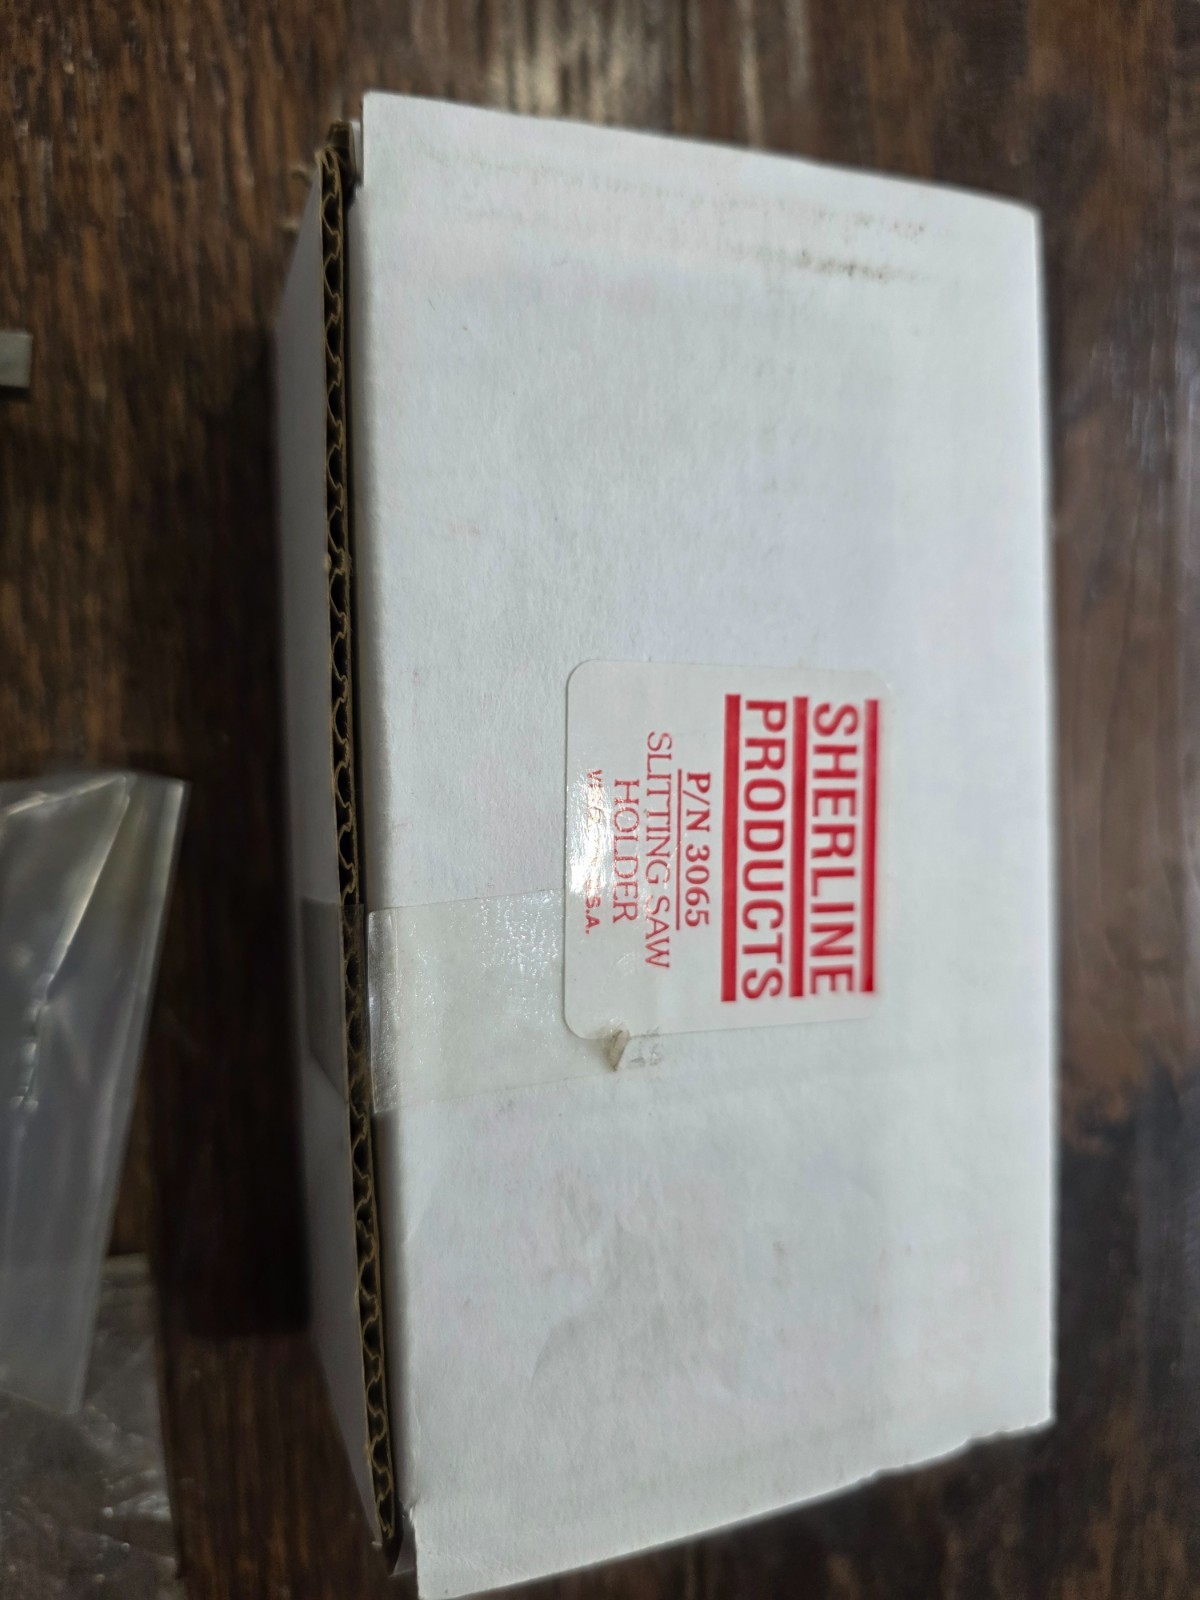 SHERLINE
PRODUCTS
P/N 3065
SLITTING SAW
HOLDER
S.A.